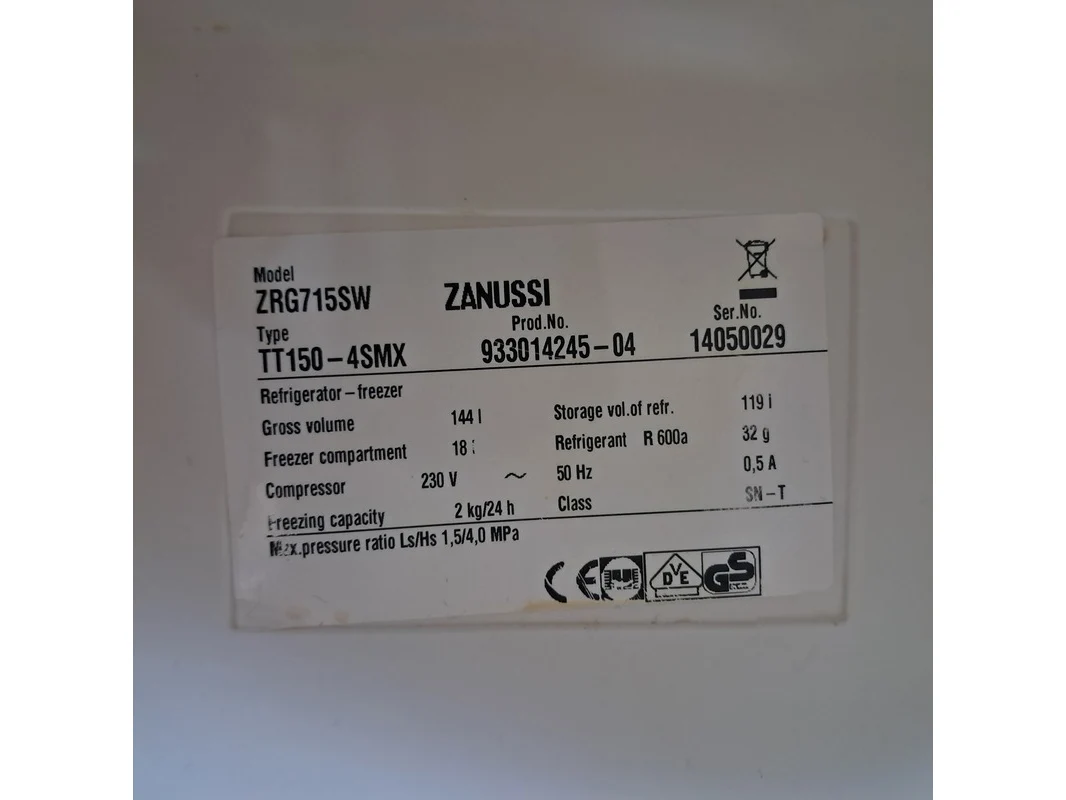 Model
ZRG715SW
ZANUSSI
Type
Prod.No.
Ser.No.
TT150-4SMX
933014245-04
14050029
Refrigerator-freezer
Gross volume 144 l
Storage vol.of refr. 119 l
Freezer compartment 18
Refrigerant R 600a 32 g
Compressor 230 V ~ 50 Hz 0,5 A
Freezing capacity 2 kg/24 h
Class SN-T
Max.pressure ratio Ls/Hs 1,5/4,0 MPa
CE
DVE
GS